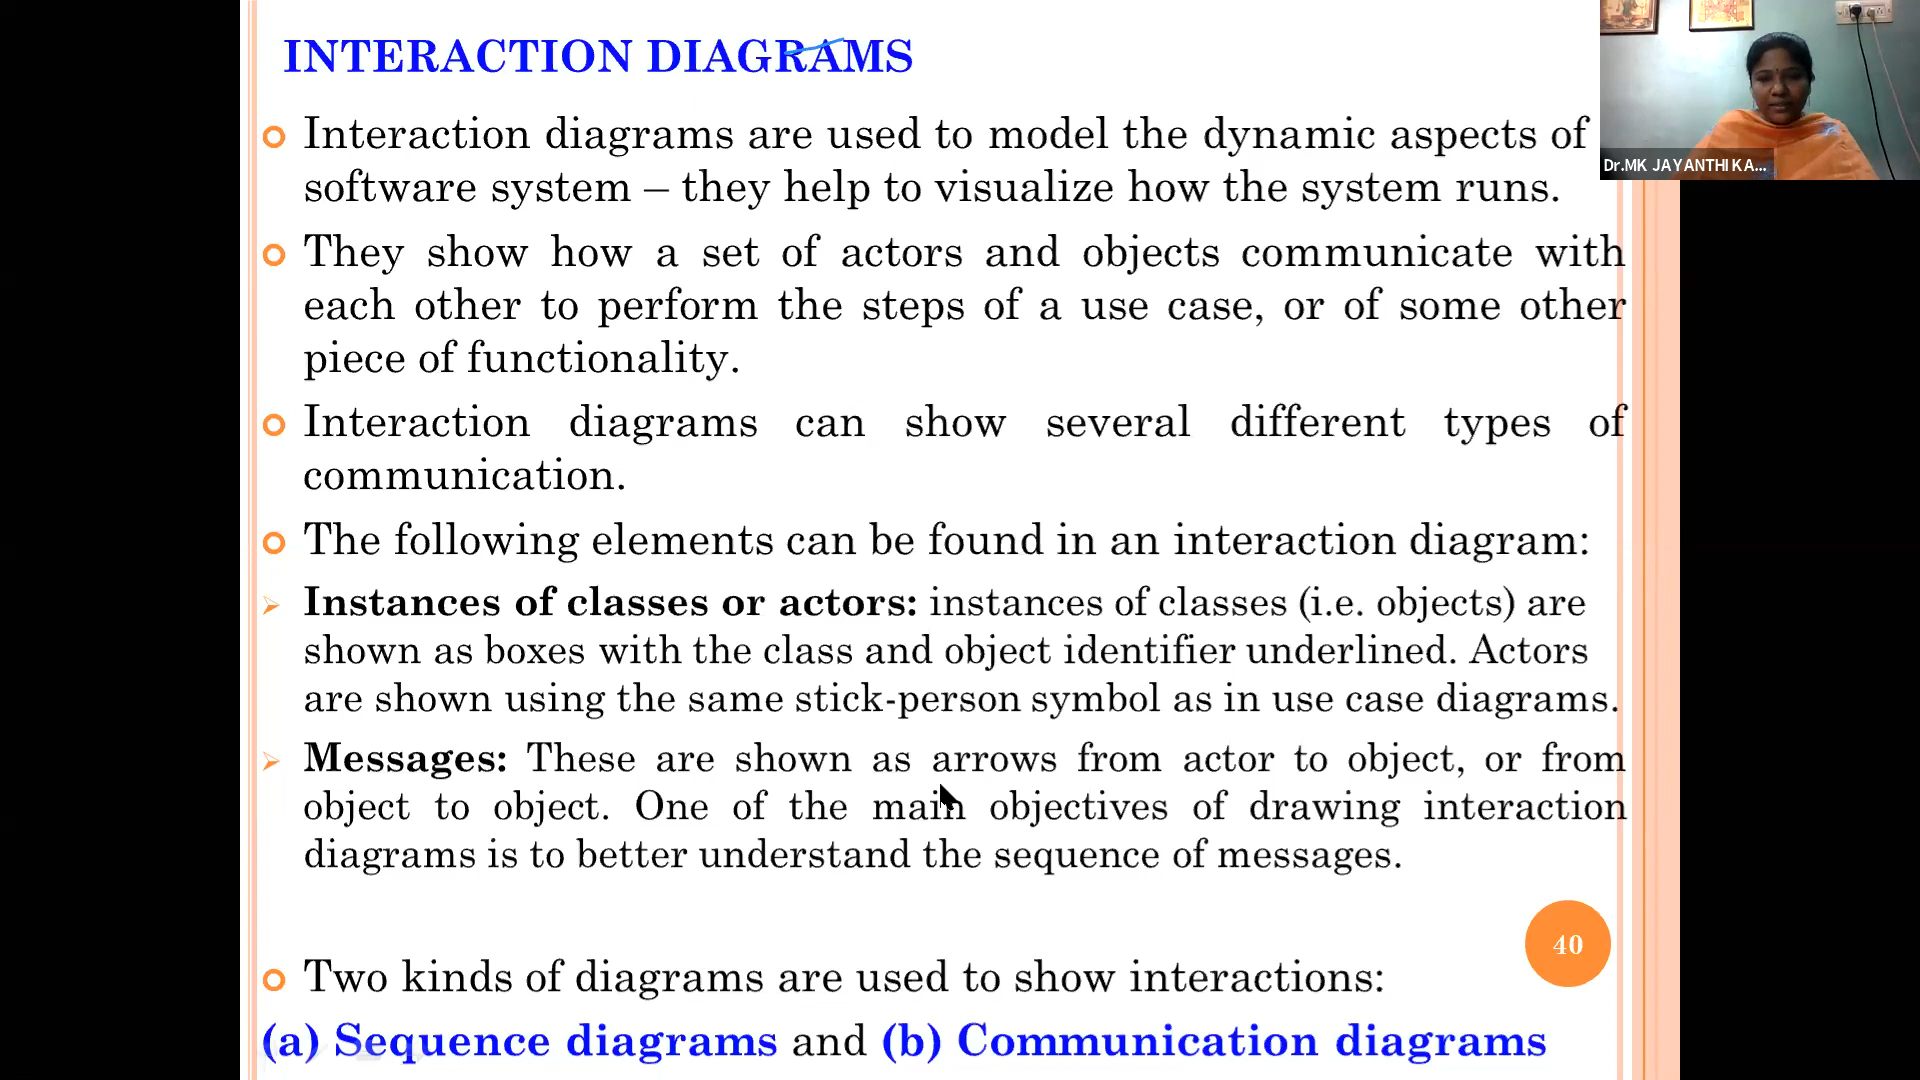 INTERACTION DIAGRAMS
Interaction diagrams are used to model the dynamic aspects of
software system – they help to visualize how the system runs.
They show how a set of actors and objects communicate with
each other to perform the steps of a use case, or of some other
piece of functionality.
Interaction diagrams can show several different types of
communication.
The following elements can be found in an interaction diagram:
Instances of classes or actors: instances of classes (i.e. objects) are
shown as boxes with the class and object identifier underlined. Actors
are shown using the same stick-person symbol as in use case diagrams.
Messages: These are shown as arrows from actor to object, or from
object to object. One of the main objectives of drawing interaction
diagrams is to better understand the sequence of messages.
Two kinds of diagrams are used to show interactions:
(a) Sequence diagrams and (b) Communication diagrams
40
Dr.MK JAYANTHI KA...